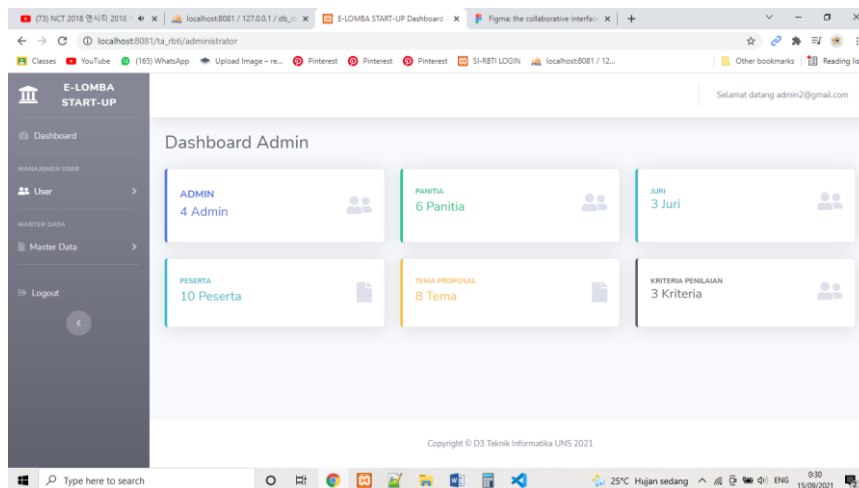 (73) NCT 2018 연시티 2018
localhost:8081 / 127.0.0.1 / db_rb
E-LOMBA START-UP Dashboard
Figma: the collaborative interfac
localhost:8081/ta_rbti/administrator
Classes
YouTube
(165) WhatsApp
Upload Image – re...
Pinterest
Pinterest
Pinterest
SI-RBTI LOGIN
localhost:8081 / 12...
Other bookmarks
Reading lis
E-LOMBA
START-UP
Selamat datang admin2@gmail.com
Dashboard
MANAJEMEN USER
User
MASTER DATA
Master Data
Logout
Dashboard Admin
ADMIN
4 Admin
PANITIA
6 Panitia
JURI
3 Juri
PESERTA
10 Peserta
TEMA PROPOSAL
8 Tema
KRITERIA PENILAIAN
3 Kriteria
Copyright © D3 Teknik Informatika UNS 2021
Type here to search
25°C Hujan sedang
ENG
0:30
15/09/2021